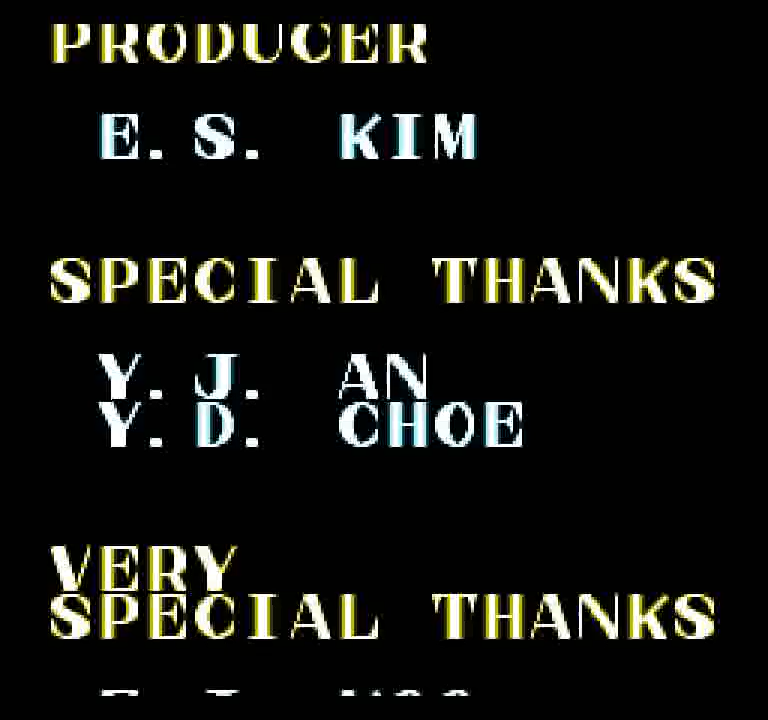 PRODUCER
E. S. KIM
SPECIAL THANKS
Y. J. AN
Y. D. CHOE
VERY
SPECIAL THANKS